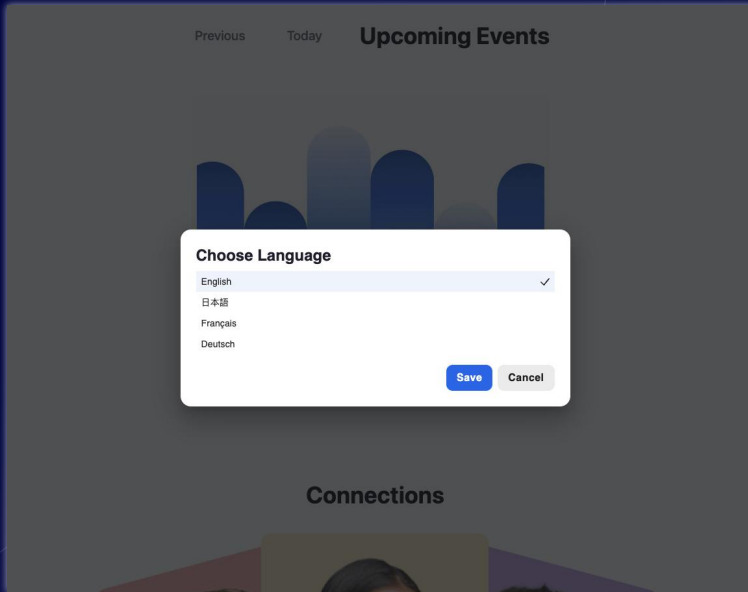 Previous Today Upcoming Events
Choose Language
English
日本語
Français
Deutsch
Save Cancel
Connections